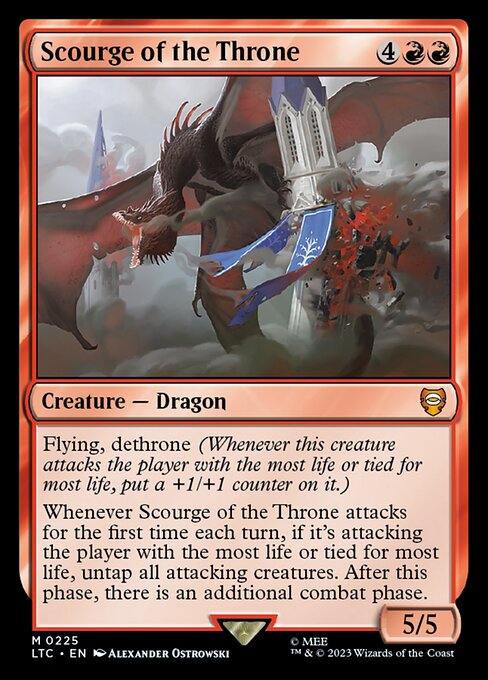 Scourge of the Throne 4
Creature — Dragon
Flying, dethrone (Whenever this creature
attacks the player with the most life or tied for
most life, put a +1/+1 counter on it.)
Whenever Scourge of the Throne attacks
for the first time each turn, if it's attacking
the player with the most life or tied for most
life, untap all attacking creatures. After this
phase, there is an additional combat phase.
5/5
M 0225
LTC • EN Alexander Ostrowski
© MEE
™ & © 2023 Wizards of the Coast